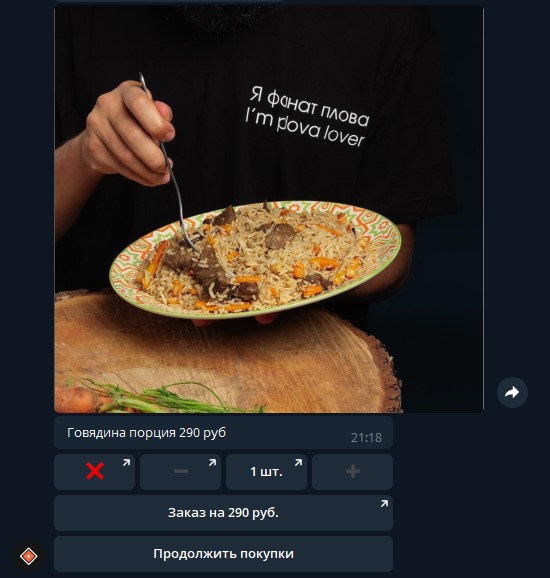 Я фанат плова
I'm plova lover
Говядина порция 290 руб
21:18
1 шт.
Заказ на 290 руб.
Продолжить покупки